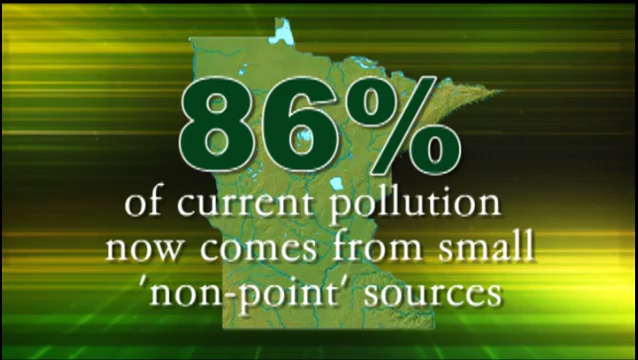 86%
of current pollution
now comes from small
'non-point' sources